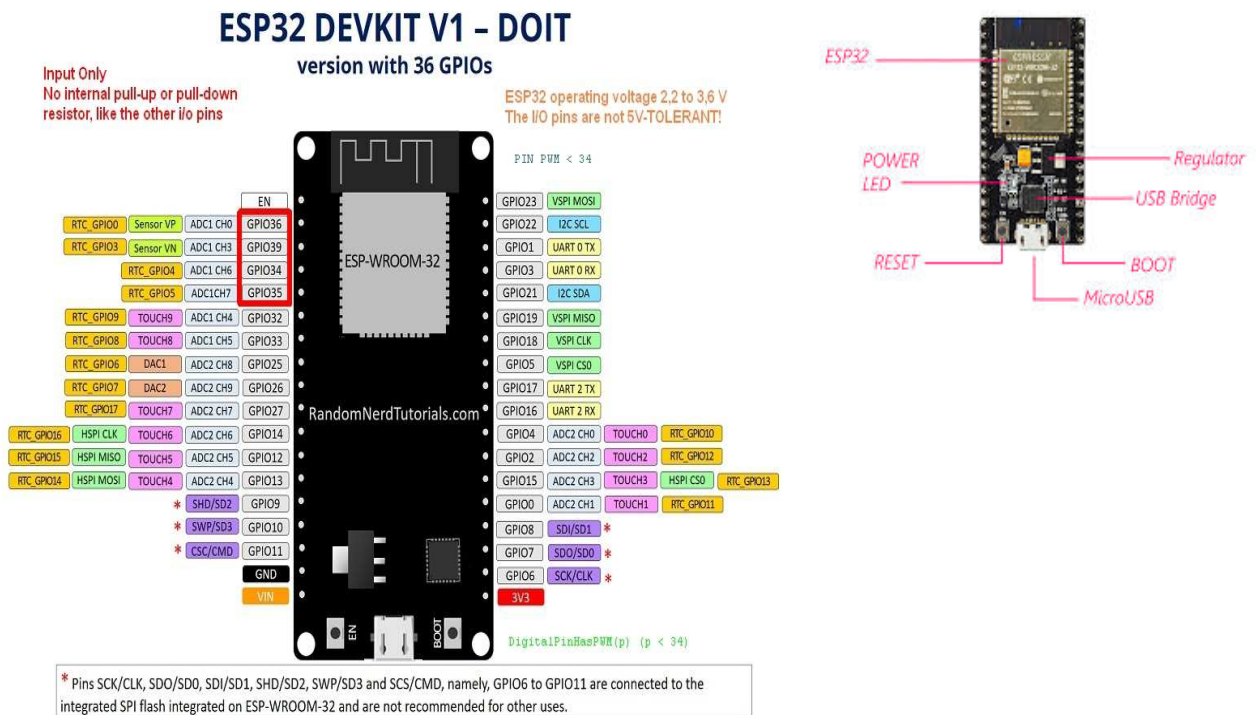 ESP32 DEVKIT V1 – DOIT
version with 36 GPIOs
Input Only
No internal pull-up or pull-down
resistor, like the other i/o pins
ESP32 operating voltage 2,2 to 3,6 V
The I/O pins are not 5V-TOLERANT!
PIN PWM < 34
EN
RTC_GPIO0 Sensor VP ADC1 CH0 GPIO36
RTC_GPIO3 Sensor VN ADC1 CH3 GPIO39
RTC_GPIO4 ADC1 CH6 GPIO34
RTC_GPIO5 ADC1CH7 GPIO35
RTC_GPIO9 TOUCH9 ADC1 CH4 GPIO32
RTC_GPIO8 TOUCH8 ADC1 CH5 GPIO33
RTC_GPIO6 DAC1 ADC2 CH8 GPIO25
RTC_GPIO7 DAC2 ADC2 CH9 GPIO26
RTC_GPIO17 TOUCH7 ADC2 CH7 GPIO27
RTC_GPIO16 HSPI CLK TOUCH6 ADC2 CH6 GPIO14
RTC_GPIO15 HSPI MISO TOUCH5 ADC2 CH5 GPIO12
RTC_GPIO14 HSPI MOSI TOUCH4 ADC2 CH4 GPIO13
* SHD/SD2 GPIO9
* SWP/SD3 GPIO10
* CSC/CMD GPIO11
GND
VIN
ESP-WROOM-32
RandomNerdTutorials.com
EN
BOOT
GPIO23 VSPI MOSI
GPIO22 I2C SCL
GPIO1 UART 0 TX
GPIO3 UART 0 RX
GPIO21 I2C SDA
GPIO19 VSPI MISO
GPIO18 VSPI CLK
GPIO5 VSPI CS0
GPIO17 UART 2 TX
GPIO16 UART 2 RX
GPIO4 ADC2 CH0 TOUCH0 RTC_GPIO10
GPIO2 ADC2 CH2 TOUCH2 RTC_GPIO12
GPIO15 ADC2 CH3 TOUCH3 HSPI CS0 RTC_GPIO13
GPIO0 ADC2 CH1 TOUCH1 RTC_GPIO11
GPIO8 SDI/SD1 *
GPIO7 SDO/SD0 *
GPIO6 SCK/CLK *
3V3
DigitalPinHasPWM(p) (p < 34)
* Pins SCK/CLK, SDO/SD0, SDI/SD1, SHD/SD2, SWP/SD3 and SCS/CMD, namely, GPIO6 to GPIO11 are connected to the
integrated SPI flash integrated on ESP-WROOM-32 and are not recommended for other uses.
ESP32
POWER
LED
RESET
Regulator
USB Bridge
BOOT
MicroUSB